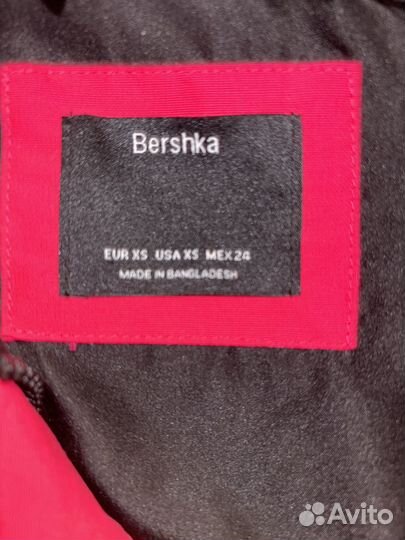 Bershka
EUR XS USA XS MEX 24
MADE IN BANGLADESH
Avito